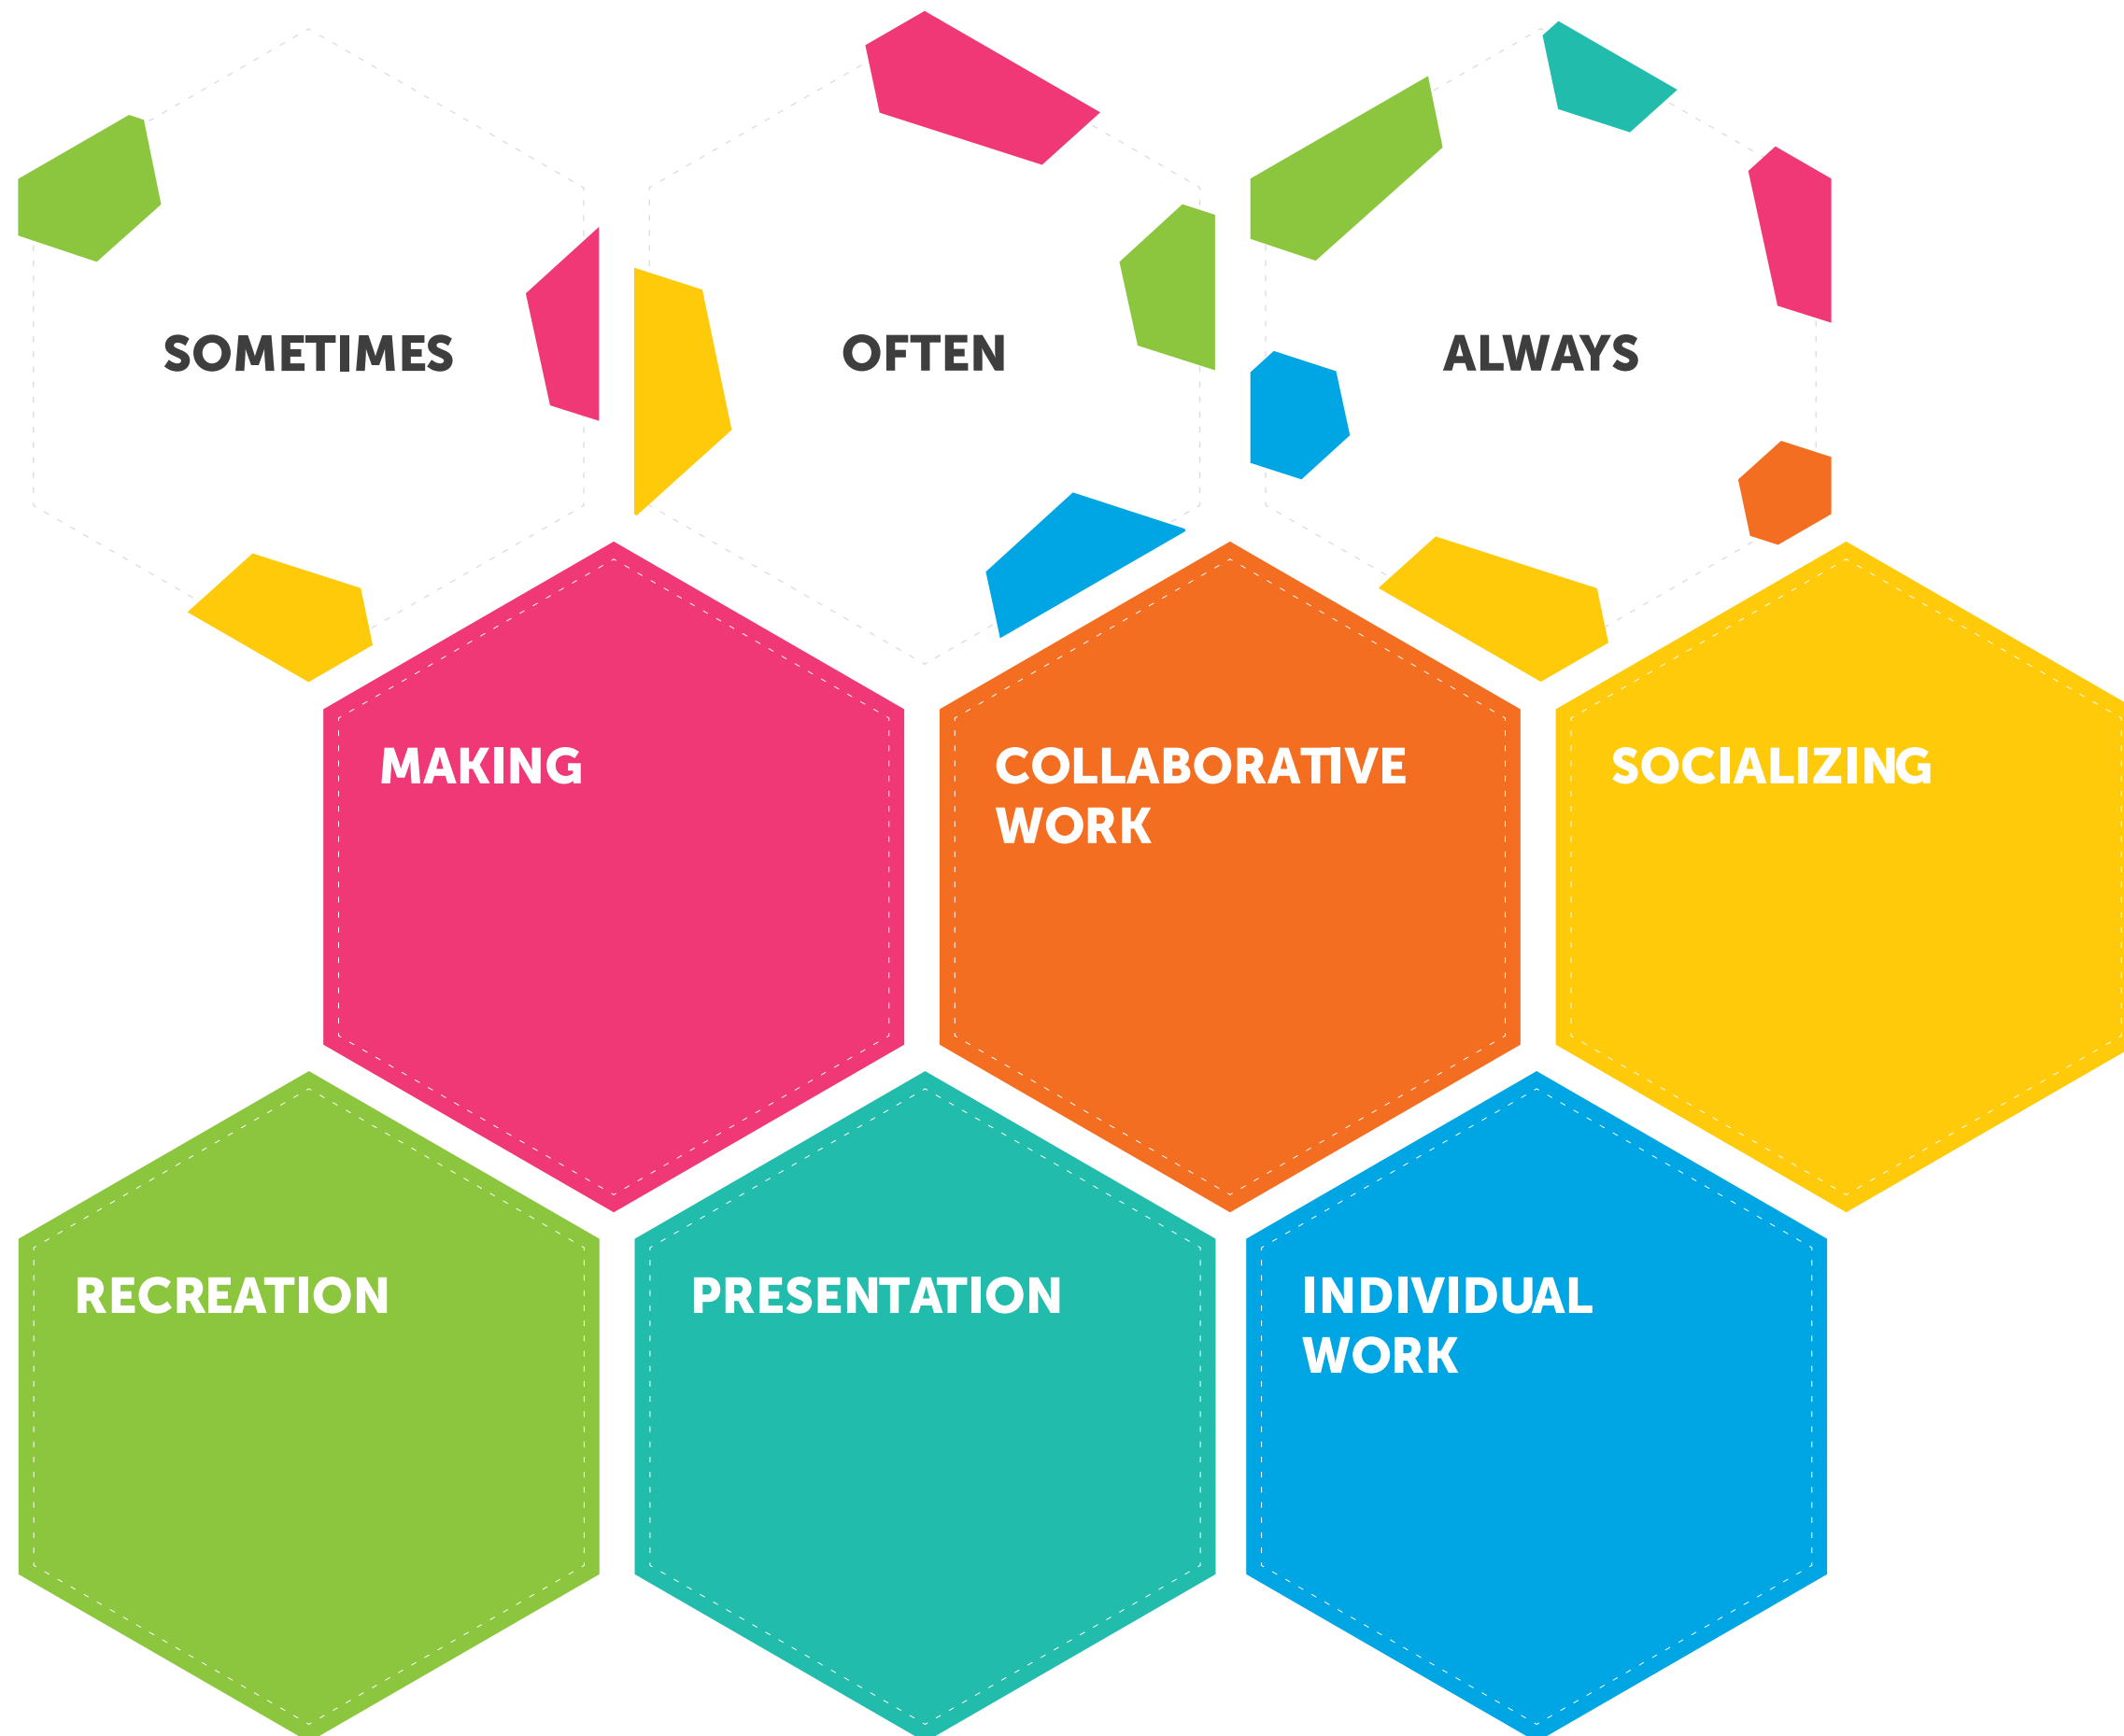 SOMETIMES
OFTEN
ALWAYS
MAKING
COLLABORATIVE
WORK
SOCIALIZING
RECREATION
PRESENTATION
INDIVIDUAL
WORK